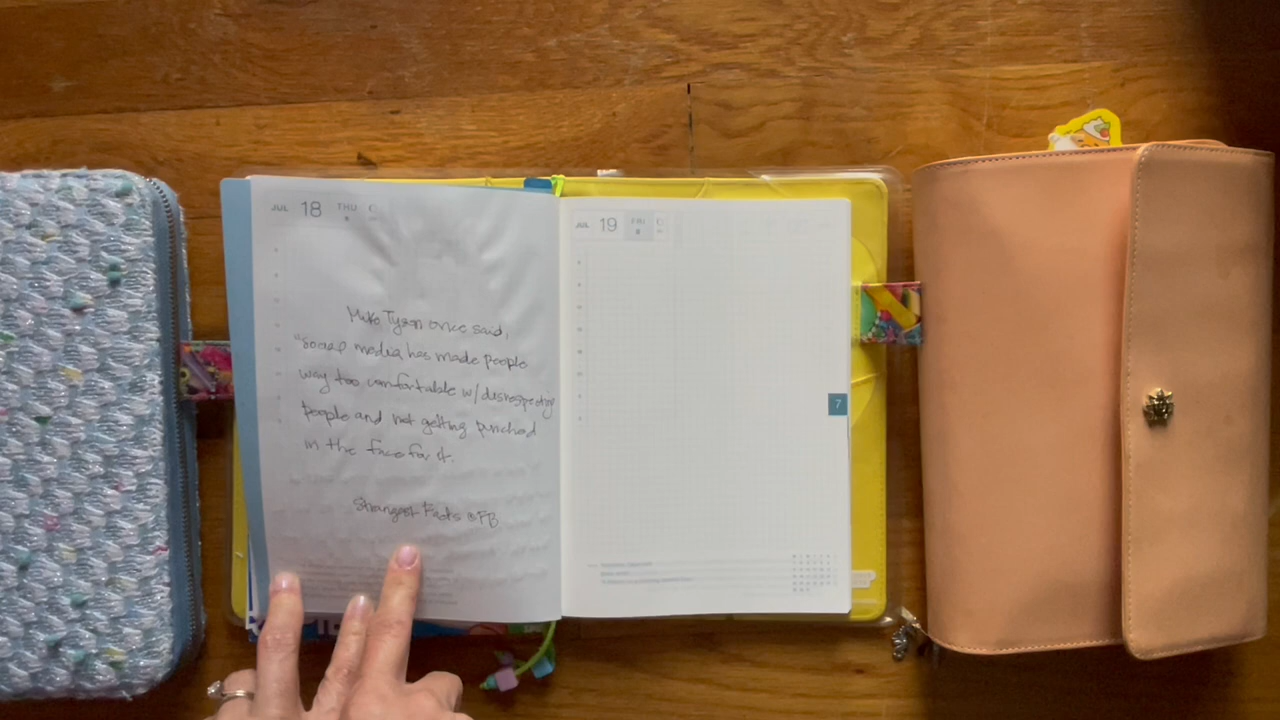 JUL 18 THU
Mike Tyson once said,
"Social media has made people
way too comfortable w/ disrespecting
people and not getting punched
in the face for it.
Strangest Facts @FB
JUL 19 FRI
7